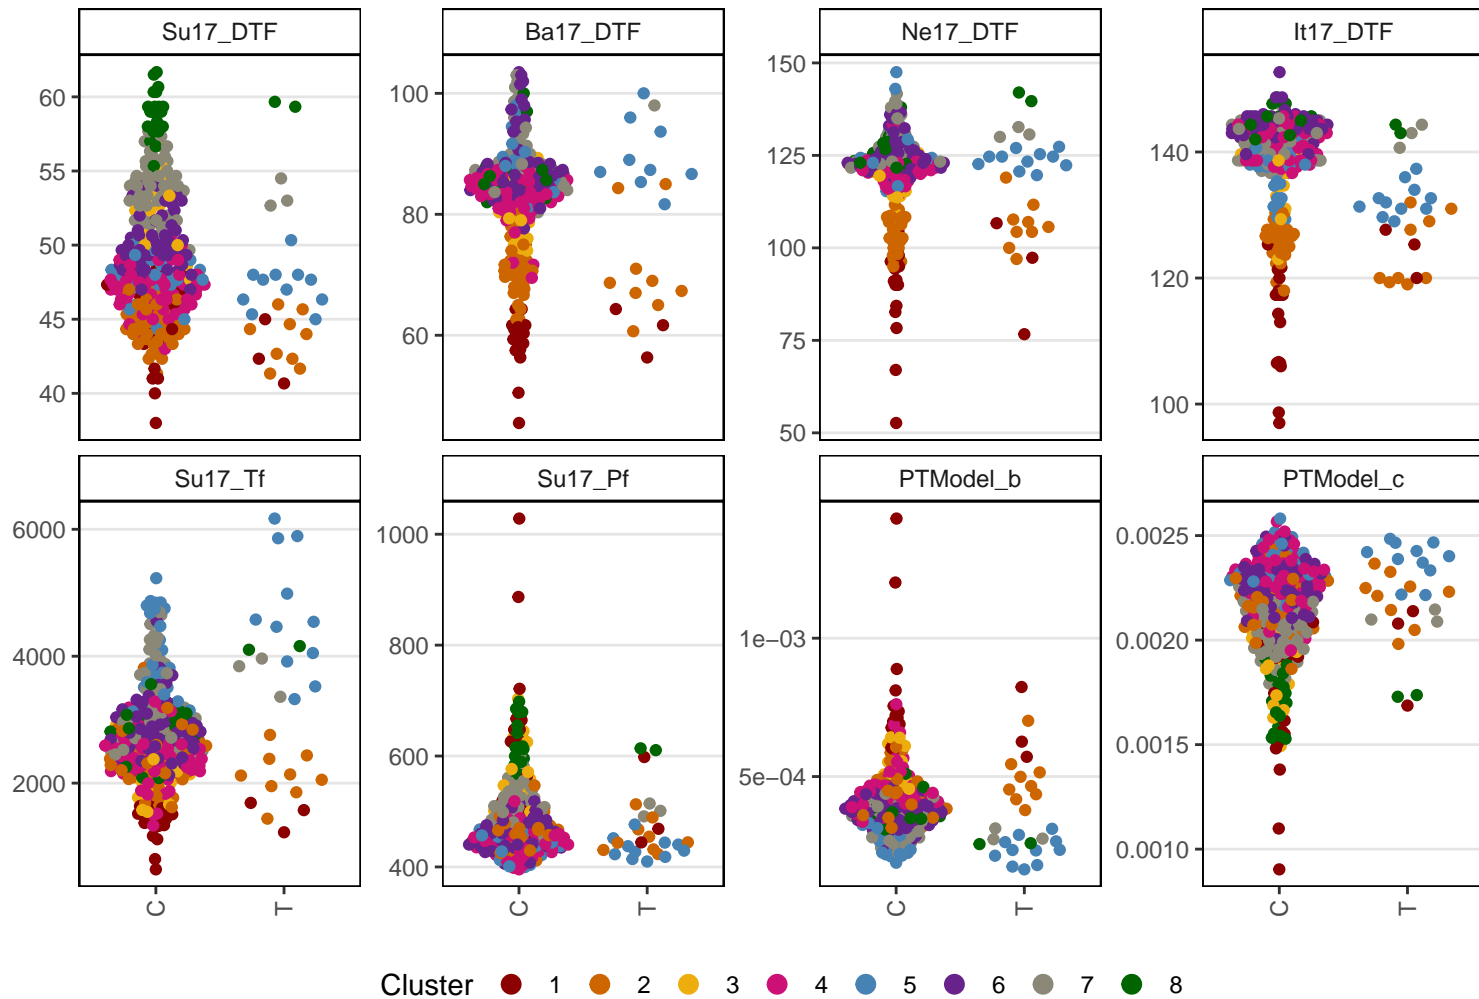 Su17_DTF Ba17_DTF Ne17_DTF It17_DTF
60 55 50 45 40
100 80 60
150 125 100 75 50
140 120 100
Su17_Tf Su17_Pf PTModel_b PTModel_c
6000 4000 2000
1000 800 600 400
1e−03 5e−04
0.0025 0.0020 0.0015 0.0010
C T C T C T C T
Cluster 1 2 3 4 5 6 7 8